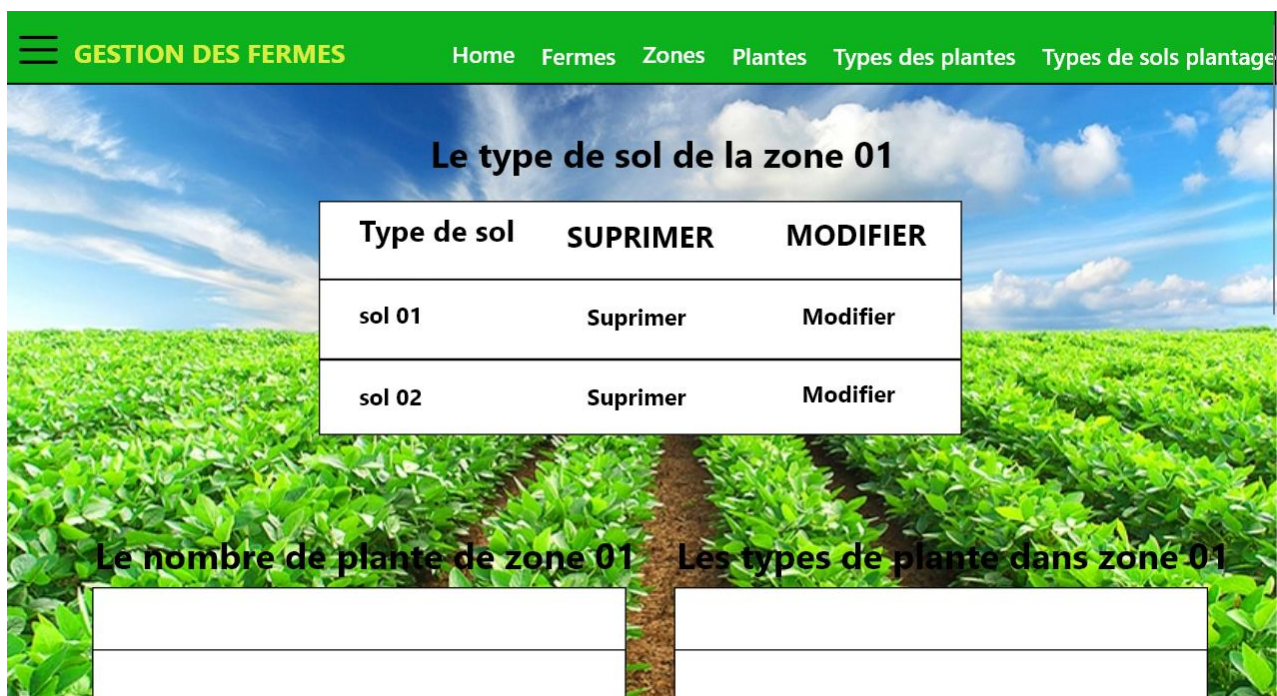 GESTION DES FERMES Home Fermes Zones Plantes Types des plantes Types de sols plantage
Le type de sol de la zone 01
Type de sol SUPRIMER MODIFIER
sol 01 Suprimer Modifier
sol 02 Suprimer Modifier
Le nombre de plante de zone 01 Les types de plante dans zone 01